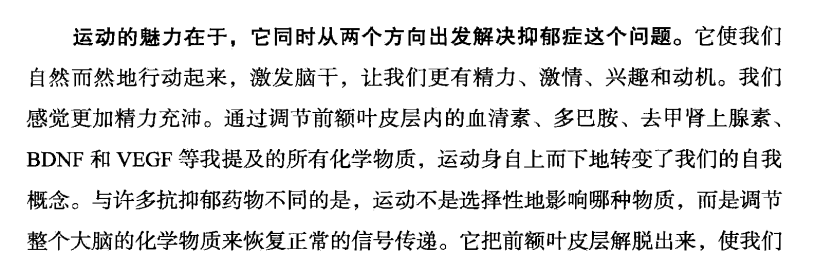 运动的魅力在于，它同时从两个方向出发解决抑郁症这个问题。它使我们
自然而然地行动起来，激发脑干，让我们更有精力、激情、兴趣和动机。我们
感觉更加精力充沛。通过调节前额叶皮层内的血清素、多巴胺、去甲肾上腺素、
BDNF 和 VEGF 等我提及的所有化学物质，运动身自上而下地转变了我们的自我
概念。与许多抗抑郁药物不同的是，运动不是选择性地影响哪种物质，而是调节
整个大脑的化学物质来恢复正常的信号传递。它把前额叶皮层解脱出来，使我们